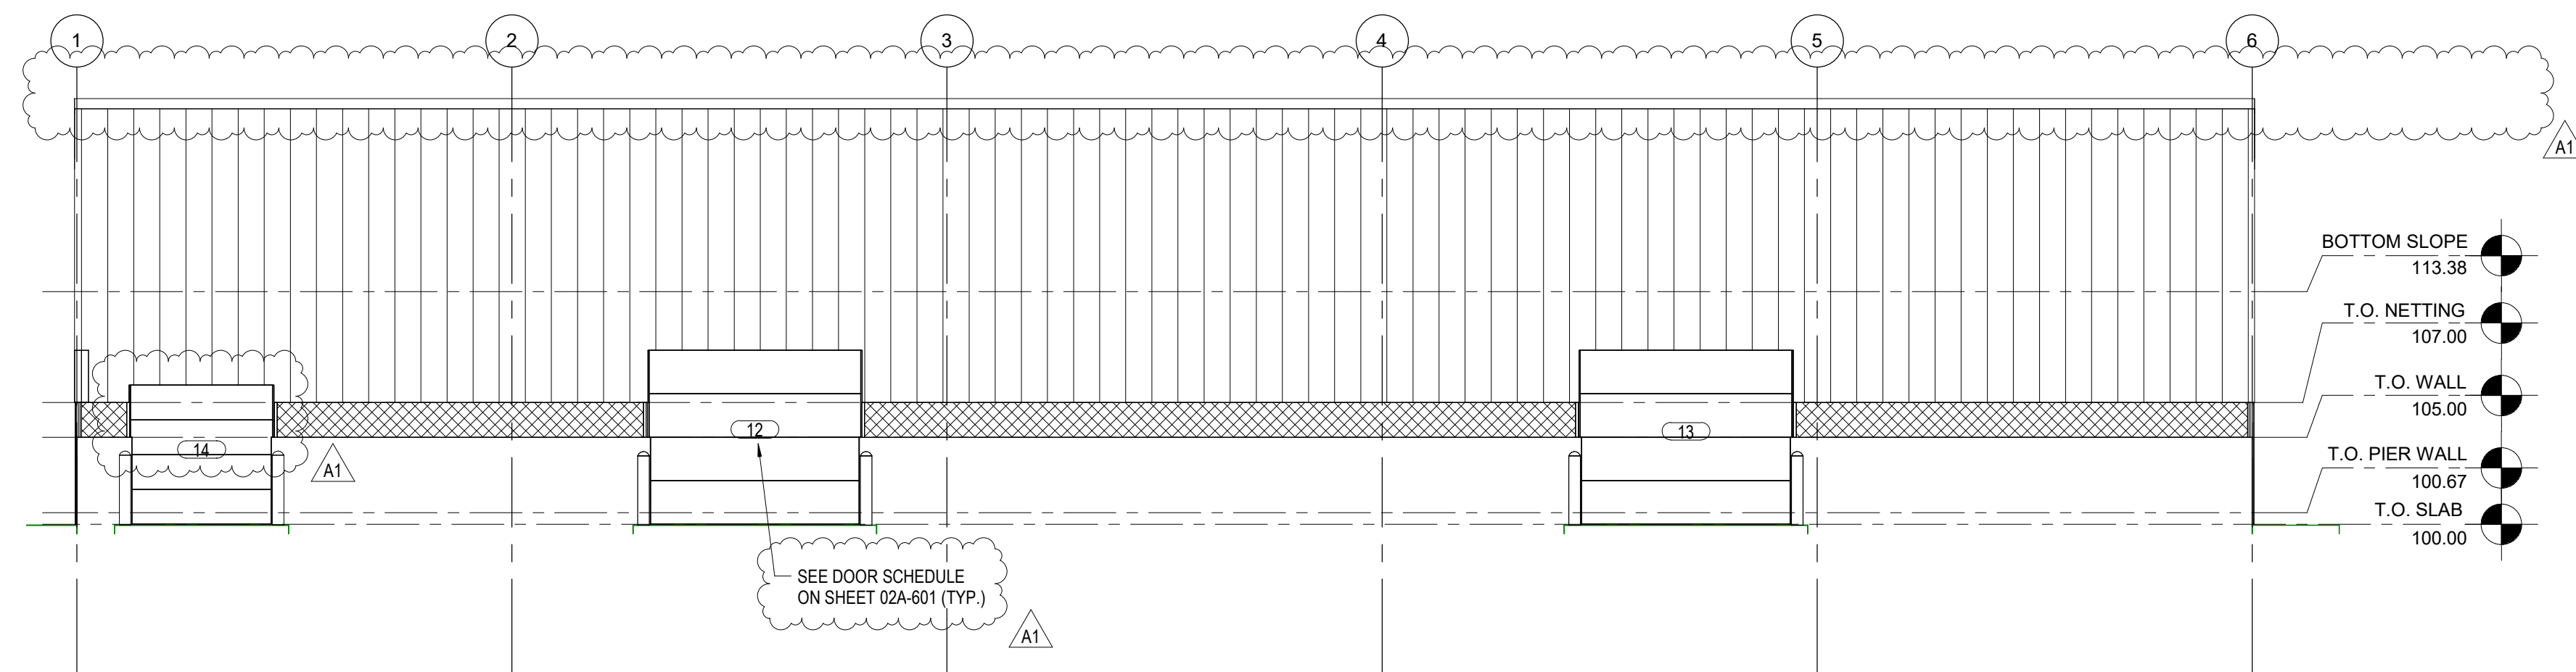 1
2
3
4
5
6
A1
BOTTOM SLOPE
113.38
T.O. NETTING
107.00
T.O. WALL
105.00
T.O. PIER WALL
100.67
T.O. SLAB
100.00
14
A1
12
13
SEE DOOR SCHEDULE
ON SHEET 02A-601 (TYP.)
A1